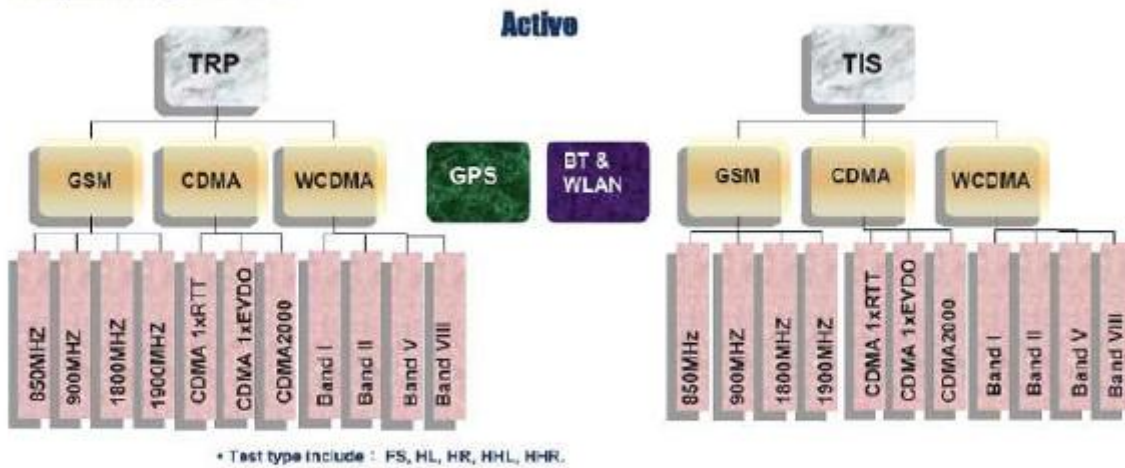 Active
TRP
TIS
GSM
CDMA
WCDMA
GPS
BT &
WLAN
GSM
CDMA
WCDMA
850MHZ
900MHZ
1800MHZ
1900MHZ
CDMA 1xRTT
CDMA 1xEVDO
CDMA2000
Band I
Band II
Band V
Band VIII
850MHz
900MHZ
1800MHZ
1900MHZ
CDMA 1xRTT
CDMA 1xEVDO
CDMA2000
Band I
Band II
Band V
Band VIII
• Test type include : FS, HL, HR, HHL, HHR.